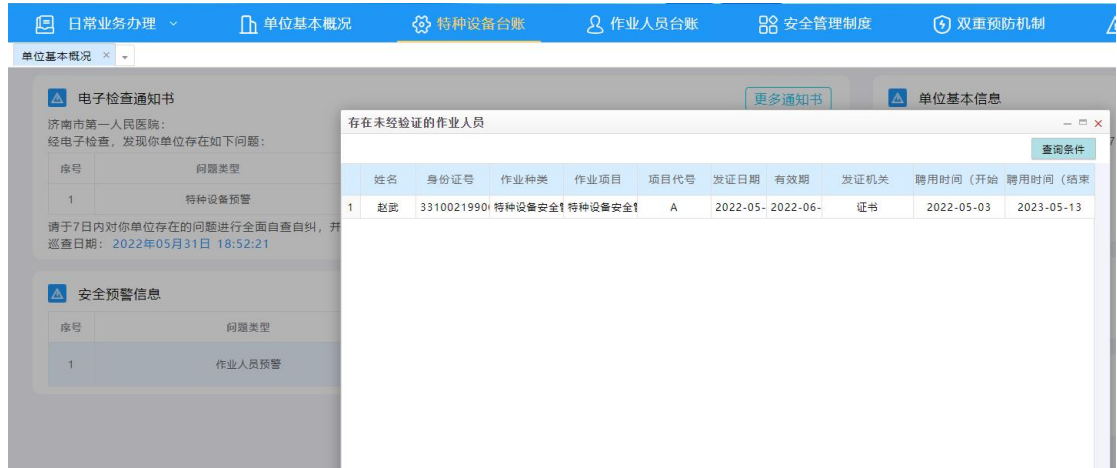 日常业务办理 单位基本概况 特种设备台账 作业人员台账 安全管理制度 双重预防机制
单位基本概况 ×
电子检查通知书 更多通知书 单位基本信息
济南市第一人民医院:
经电子检查，发现你单位存在如下问题:
序号 问题类型
1 特种设备预警
请于7日内对你单位存在的问题进行全面自查自纠，开
巡查日期: 2022年05月31日 18:52:21
安全预警信息
序号 问题类型
1 作业人员预警
存在未经验证的作业人员
查询条件
姓名 身份证号 作业种类 作业项目 项目代号 发证日期 有效期 发证机关 聘用时间（开始 聘用时间（结束
1 赵武 3310021990 特种设备安全 特种设备安全 A 2022-05- 2022-06- 证书 2022-05-03 2023-05-13